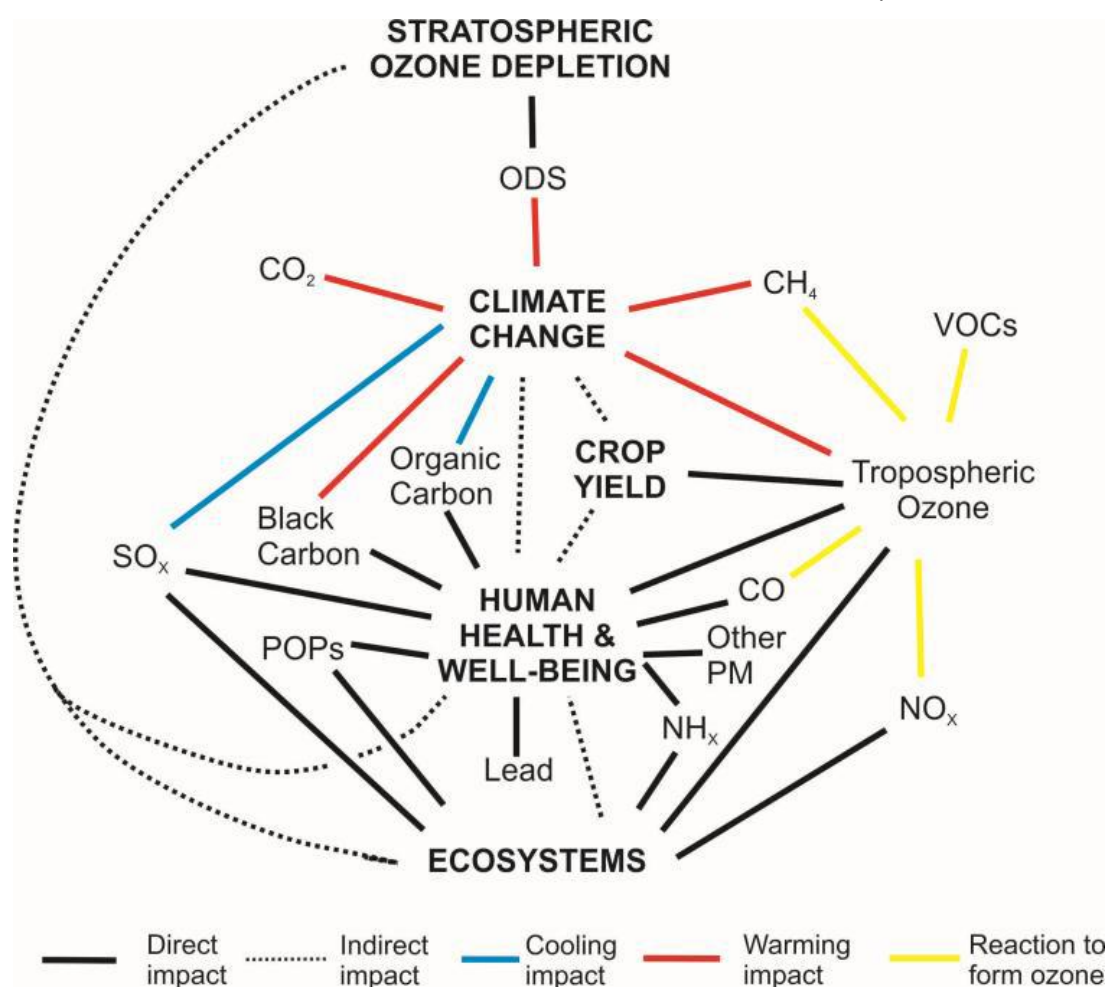 STRATOSPHERIC
OZONE DEPLETION
ODS
CO₂
CLIMATE
CHANGE
CH₄
VOCs
Organic
Carbon
CROP
YIELD
Tropospheric
Ozone
Black
Carbon
SOₓ
HUMAN
HEALTH &
WELL-BEING
CO
POPs
Other
PM
NHₓ
NOₓ
Lead
ECOSYSTEMS
Direct
impact
Indirect
impact
Cooling
impact
Warming
impact
Reaction to
form ozone